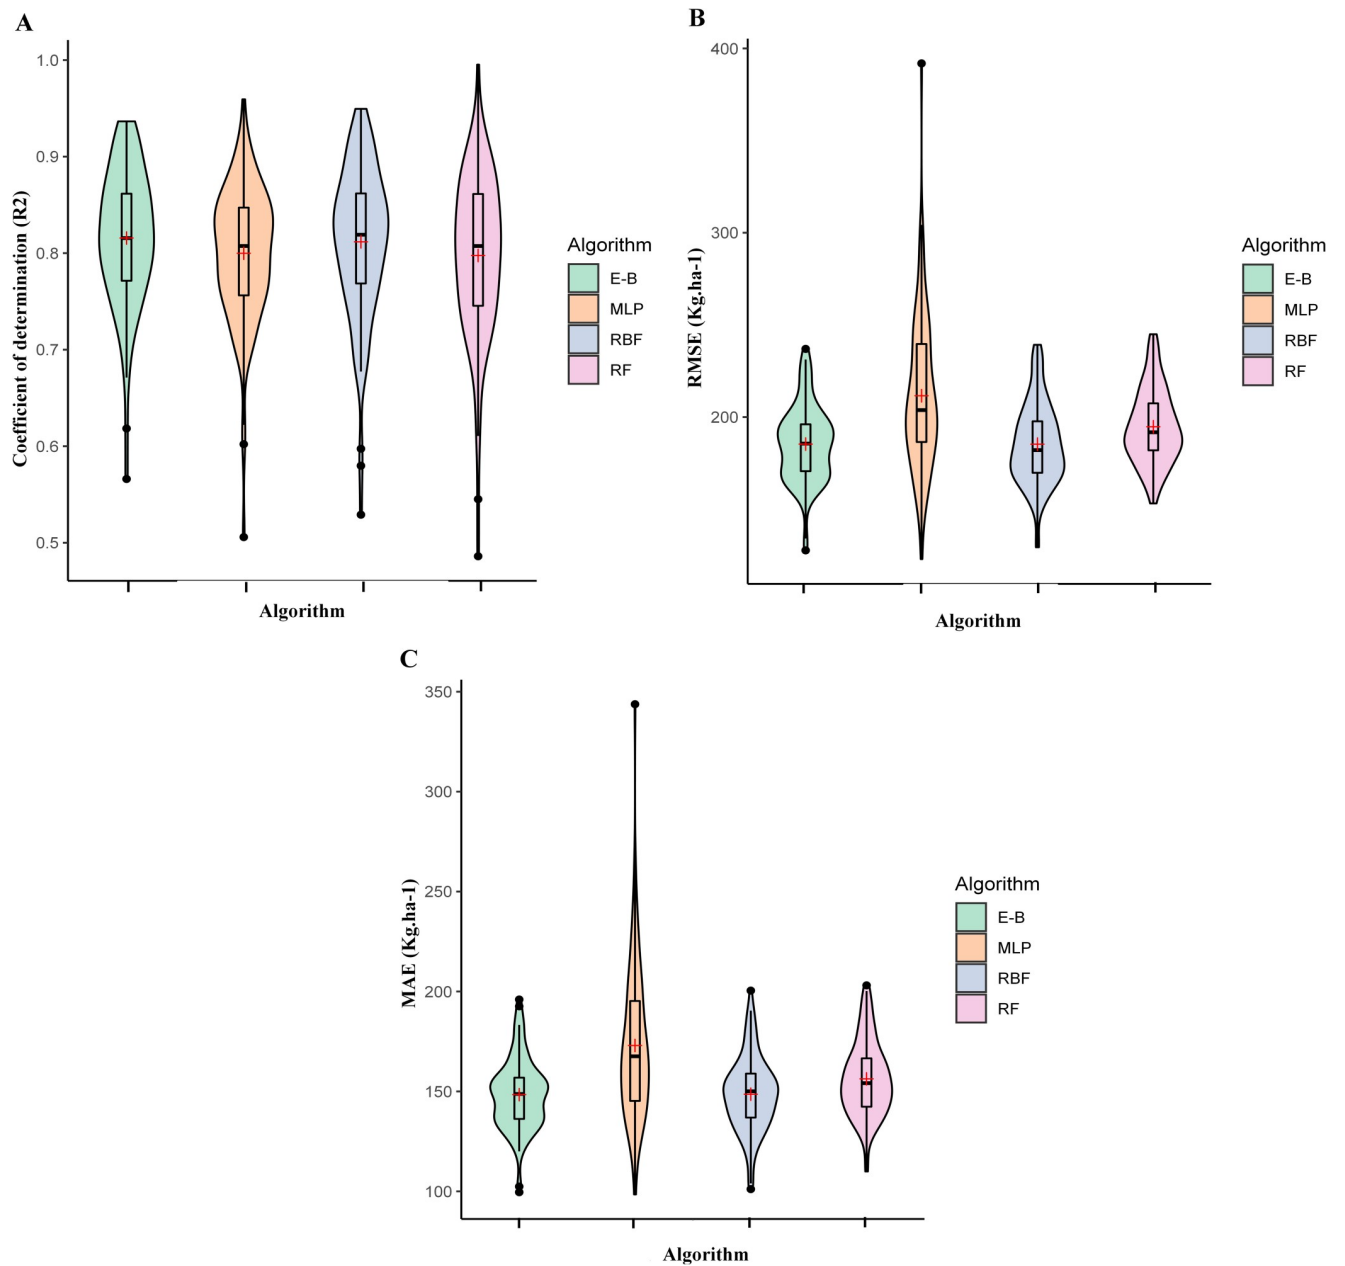 A
Coefficient of determination (R2)
1.0
0.9
0.8
0.7
0.6
0.5
Algorithm
Algorithm
E-B
MLP
RBF
RF
B
RMSE (Kg.ha-1)
400
300
200
Algorithm
Algorithm
E-B
MLP
RBF
RF
C
MAE (Kg.ha-1)
350
300
250
200
150
100
Algorithm
Algorithm
E-B
MLP
RBF
RF